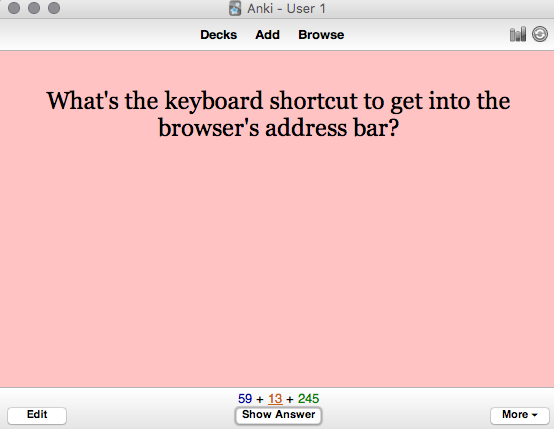 Anki - User 1
Decks Add Browse
What's the keyboard shortcut to get into the
browser's address bar?
59 + 13 + 245
Edit Show Answer More